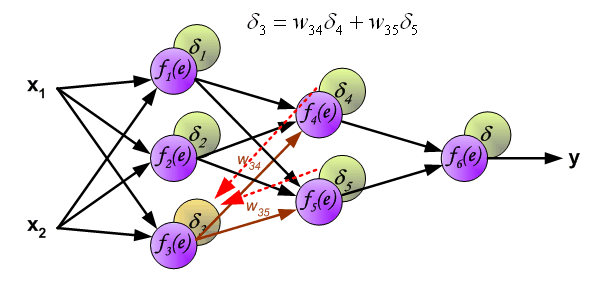 δ₃ = w₃₄δ₄ + w₃₅δ₅
x₁
x₂
f₁(e) δ₁
f₂(e) δ₂
f₃(e) δ₃
w₃₄
w₃₅
f₄(e) δ₄
f₅(e) δ₅
f₆(e) δ
y